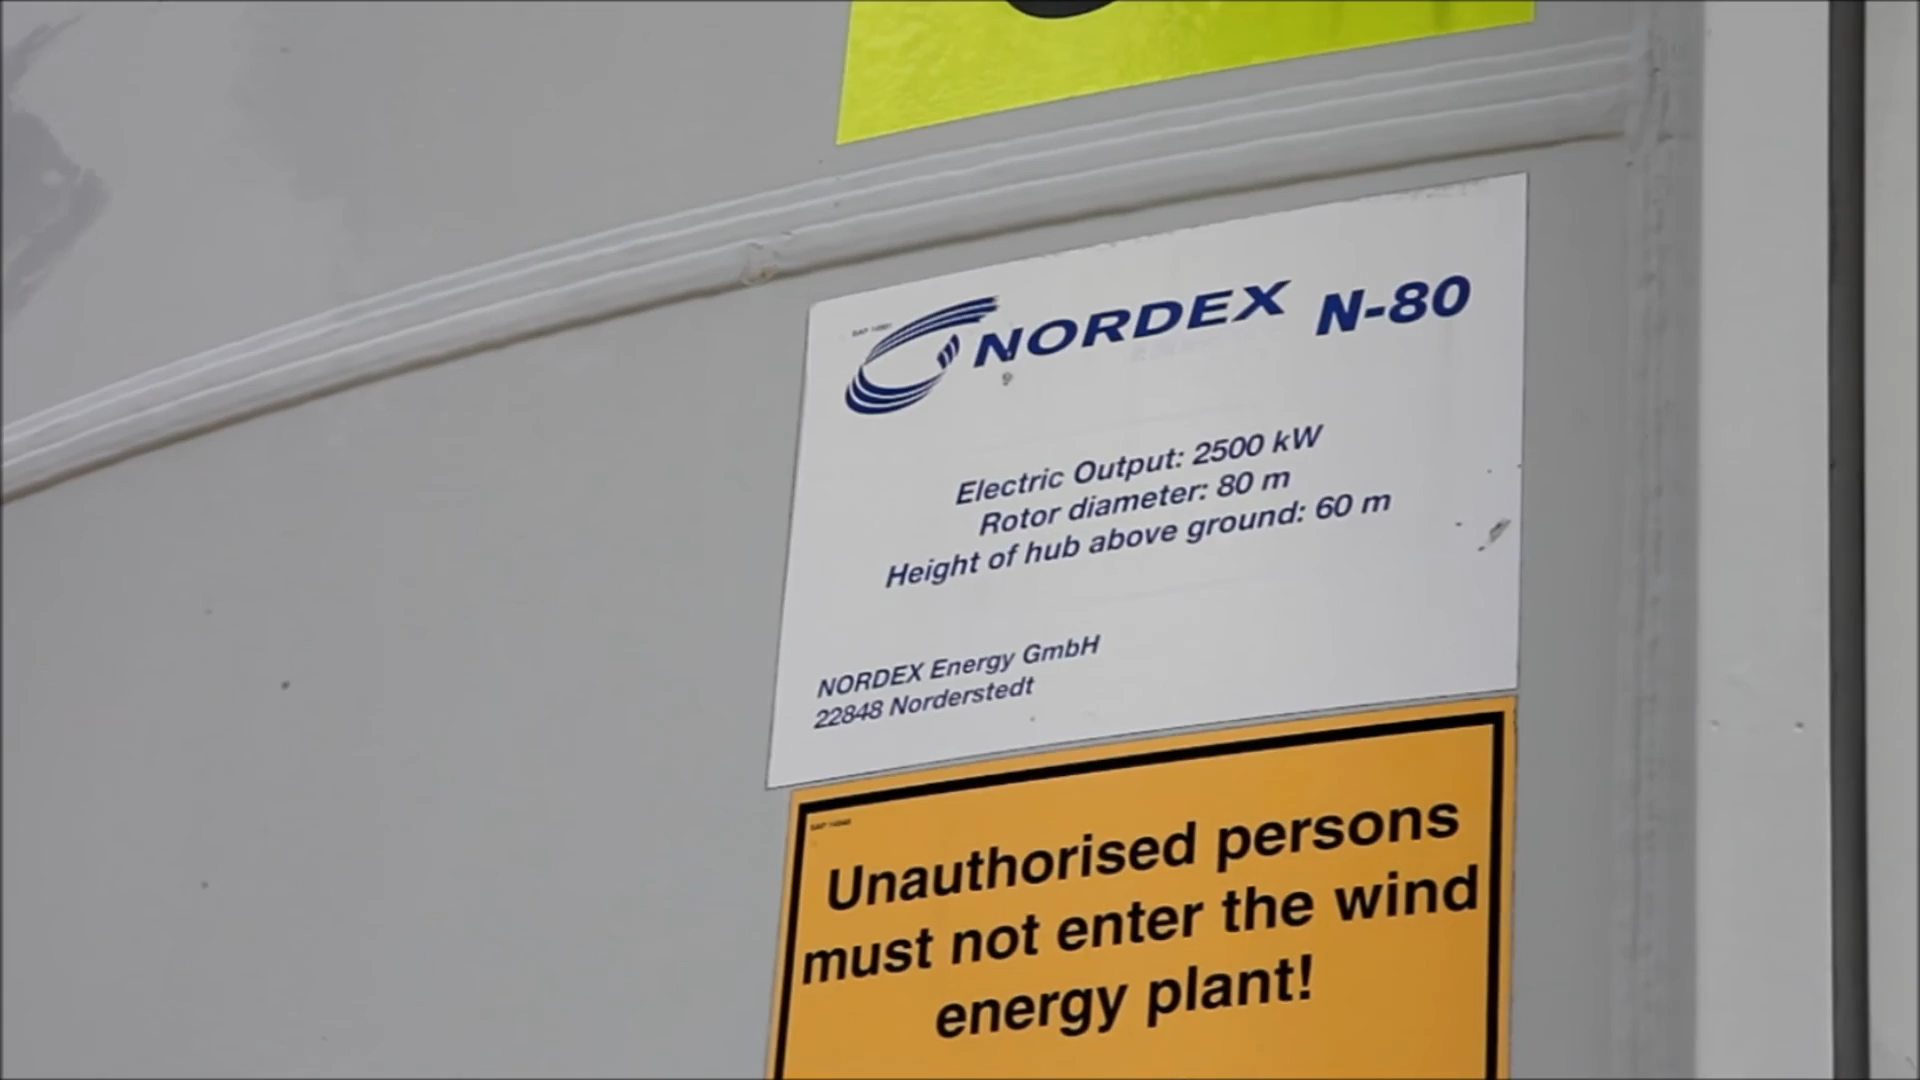 NORDEX N-80
Electric Output: 2500 kW
Rotor diameter: 80 m
Height of hub above ground: 60 m
NORDEX Energy GmbH
22848 Norderstedt
Unauthorised persons
must not enter the wind
energy plant!